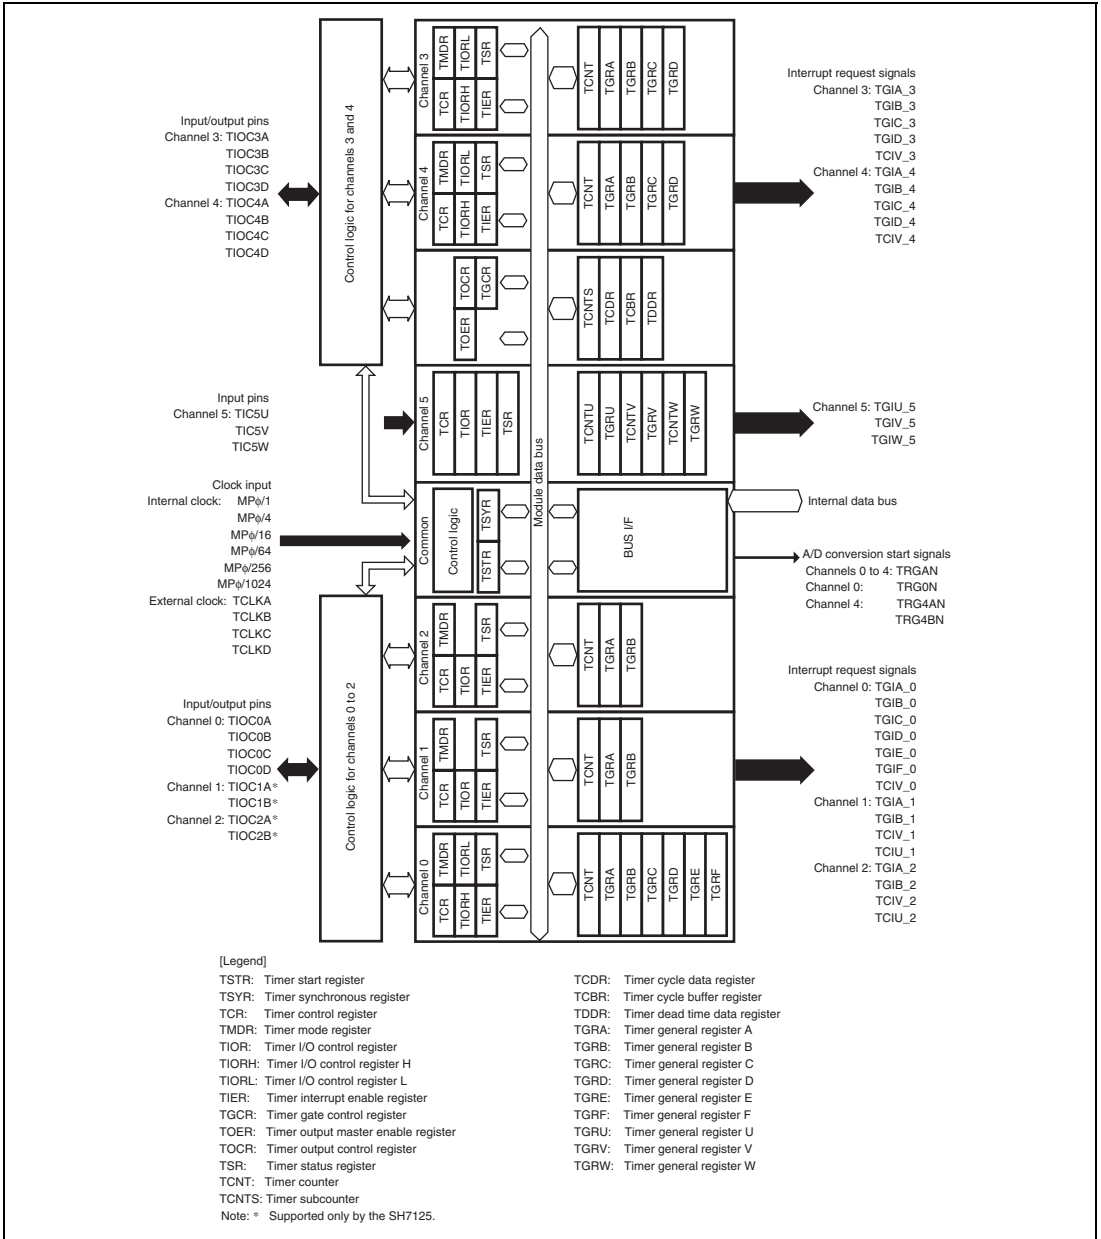 Input/output pins
Channel 3: TIOC3A
TIOC3B
TIOC3C
TIOC3D
Channel 4: TIOC4A
TIOC4B
TIOC4C
TIOC4D
Input pins
Channel 5: TIC5U
TIC5V
TIC5W
Clock input
Internal clock: MPφ/1
MPφ/4
MPφ/16
MPφ/64
MPφ/256
MPφ/1024
External clock: TCLKA
TCLKB
TCLKC
TCLKD
Input/output pins
Channel 0: TIOC0A
TIOC0B
TIOC0C
TIOC0D
Channel 1: TIOC1A*
TIOC1B*
Channel 2: TIOC2A*
TIOC2B*
Control logic for channels 3 and 4
Control logic for channels 0 to 2
Channel 3
TCR
TMDR
TIORH
TIORL
TIER
TSR
TCNT
TGRA
TGRB
TGRC
TGRD
Channel 4
TCR
TMDR
TIORH
TIORL
TIER
TSR
TCNT
TGRA
TGRB
TGRC
TGRD
TOER
TOCR
TGCR
TCNTS
TCDR
TCBR
TDDR
Channel 5
TCR
TIOR
TIER
TSR
TCNTU
TGRU
TCNTV
TGRV
TCNTW
TGRW
Common
Control logic
TSTR
TSYR
Module data bus
BUS I/F
Channel 2
TCR
TMDR
TIOR
TIER
TSR
TCNT
TGRA
TGRB
Channel 1
TCR
TMDR
TIOR
TIER
TSR
TCNT
TGRA
TGRB
Channel 0
TCR
TMDR
TIORH
TIORL
TIER
TSR
TCNT
TGRA
TGRB
TGRC
TGRD
TGRE
TGRF
Interrupt request signals
Channel 3: TGIA_3
TGIB_3
TGIC_3
TGID_3
TCIV_3
Channel 4: TGIA_4
TGIB_4
TGIC_4
TGID_4
TCIV_4
Channel 5: TGIU_5
TGIV_5
TGIW_5
Internal data bus
A/D conversion start signals
Channels 0 to 4: TRGAN
Channel 0: TRG0N
Channel 4: TRG4AN
TRG4BN
Interrupt request signals
Channel 0: TGIA_0
TGIB_0
TGIC_0
TGID_0
TGIE_0
TGIF_0
TCIV_0
Channel 1: TGIA_1
TGIB_1
TCIV_1
TCIU_1
Channel 2: TGIA_2
TGIB_2
TCIV_2
TCIU_2
[Legend]
TSTR: Timer start register
TSYR: Timer synchronous register
TCR: Timer control register
TMDR: Timer mode register
TIOR: Timer I/O control register
TIORH: Timer I/O control register H
TIORL: Timer I/O control register L
TIER: Timer interrupt enable register
TGCR: Timer gate control register
TOER: Timer output master enable register
TOCR: Timer output control register
TSR: Timer status register
TCNT: Timer counter
TCNTS: Timer subcounter
TCDR: Timer cycle data register
TCBR: Timer cycle buffer register
TDDR: Timer dead time data register
TGRA: Timer general register A
TGRB: Timer general register B
TGRC: Timer general register C
TGRD: Timer general register D
TGRE: Timer general register E
TGRF: Timer general register F
TGRU: Timer general register U
TGRV: Timer general register V
TGRW: Timer general register W
Note: * Supported only by the SH7125.